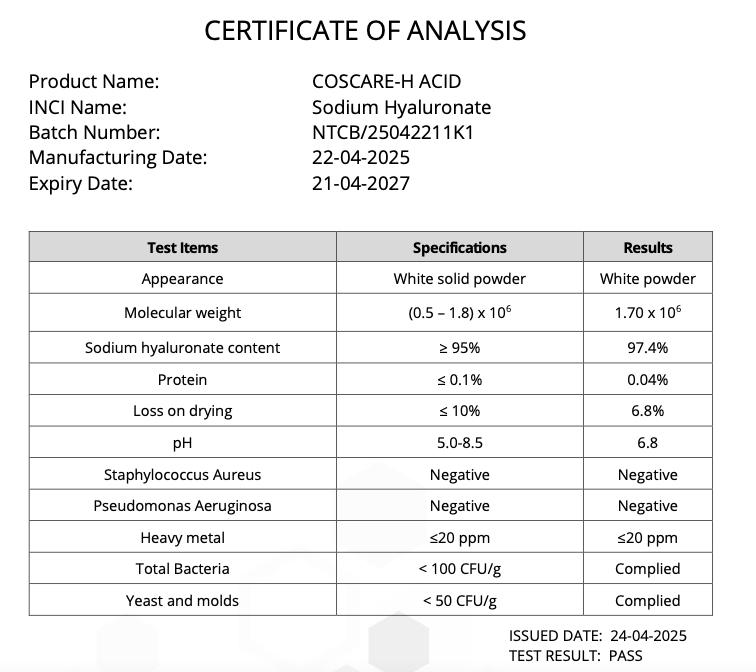 CERTIFICATE OF ANALYSIS
Product Name: COSCARE-H ACID
INCI Name: Sodium Hyaluronate
Batch Number: NTCB/25042211K1
Manufacturing Date: 22-04-2025
Expiry Date: 21-04-2027
Test Items Specifications Results
Appearance White solid powder White powder
Molecular weight (0.5 – 1.8) x 10⁶ 1.70 x 10⁶
Sodium hyaluronate content ≥ 95% 97.4%
Protein ≤ 0.1% 0.04%
Loss on drying ≤ 10% 6.8%
pH 5.0-8.5 6.8
Staphylococcus Aureus Negative Negative
Pseudomonas Aeruginosa Negative Negative
Heavy metal ≤20 ppm ≤20 ppm
Total Bacteria < 100 CFU/g Complied
Yeast and molds < 50 CFU/g Complied
ISSUED DATE: 24-04-2025
TEST RESULT: PASS